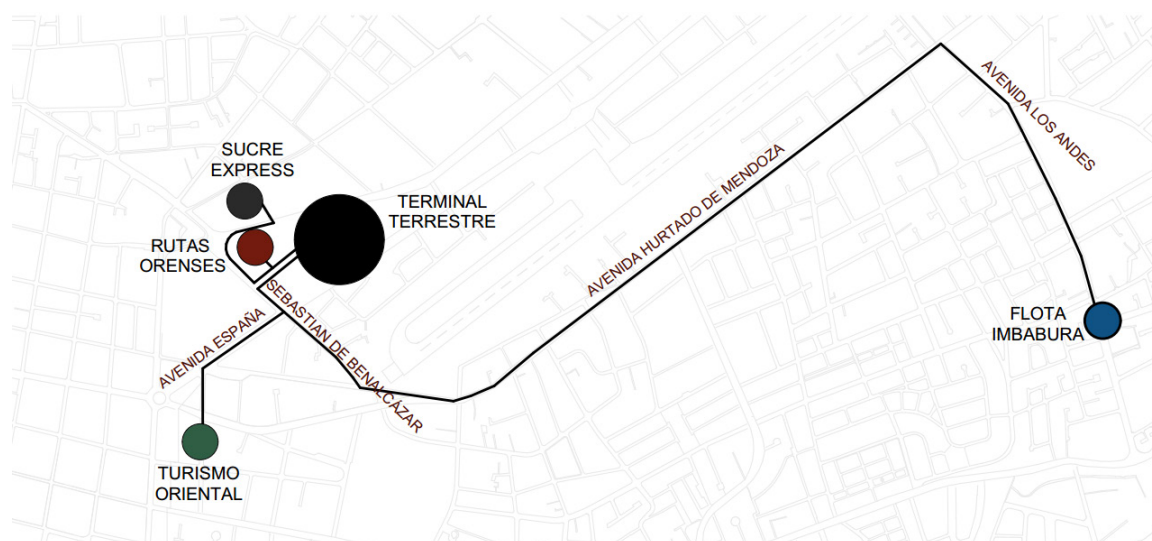 SUCRE
EXPRESS
TERMINAL
TERRESTRE
RUTAS
ORENSES
AVENIDA ESPAÑA
SEBASTIAN DE BENALCÁZAR
AVENIDA HURTADO DE MENDOZA
AVENIDA LOS ANDES
FLOTA
IMBABURA
TURISMO
ORIENTAL